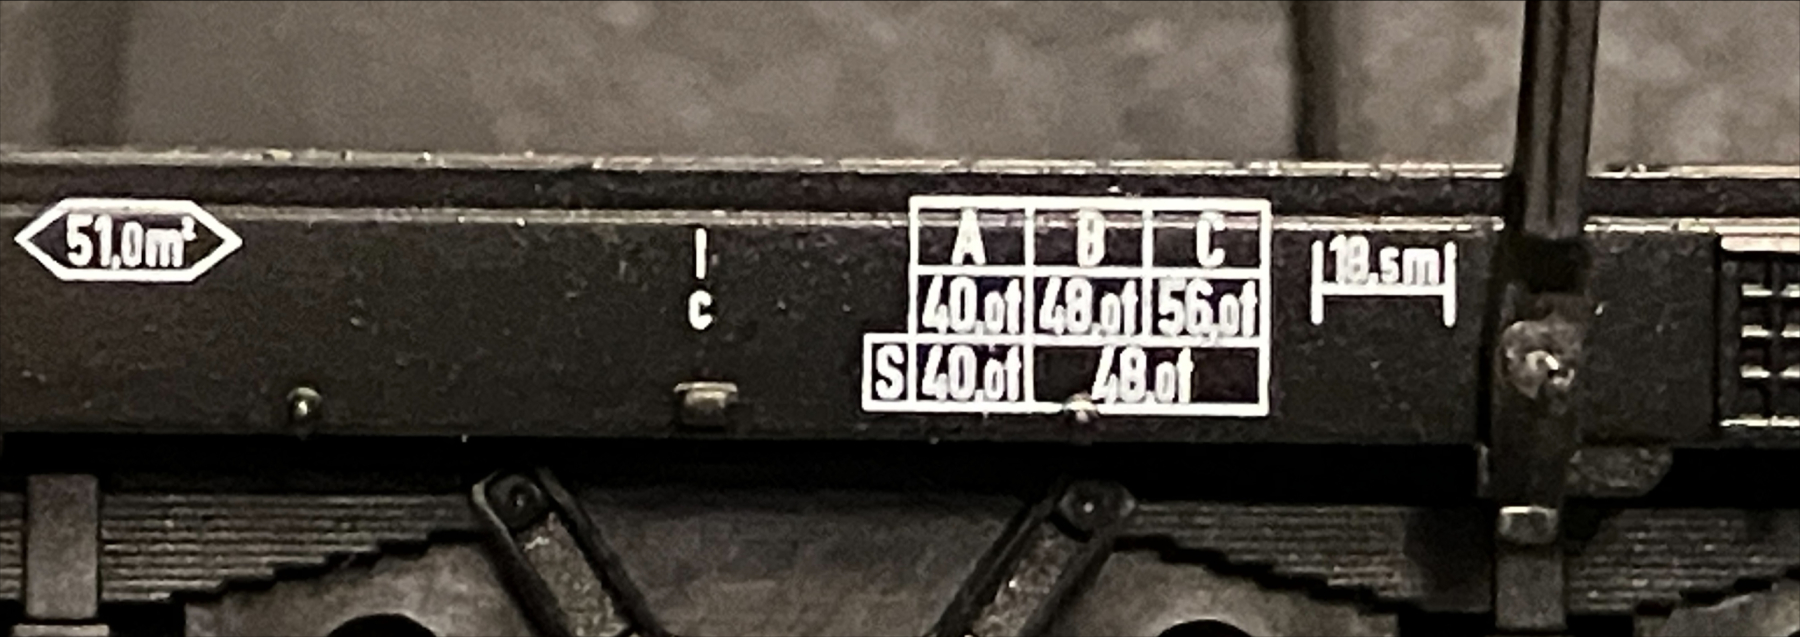 51,0m²
I
c
A B C
40,0t 48,0t 56,0t
S 40,0t 48,0t
18,5m